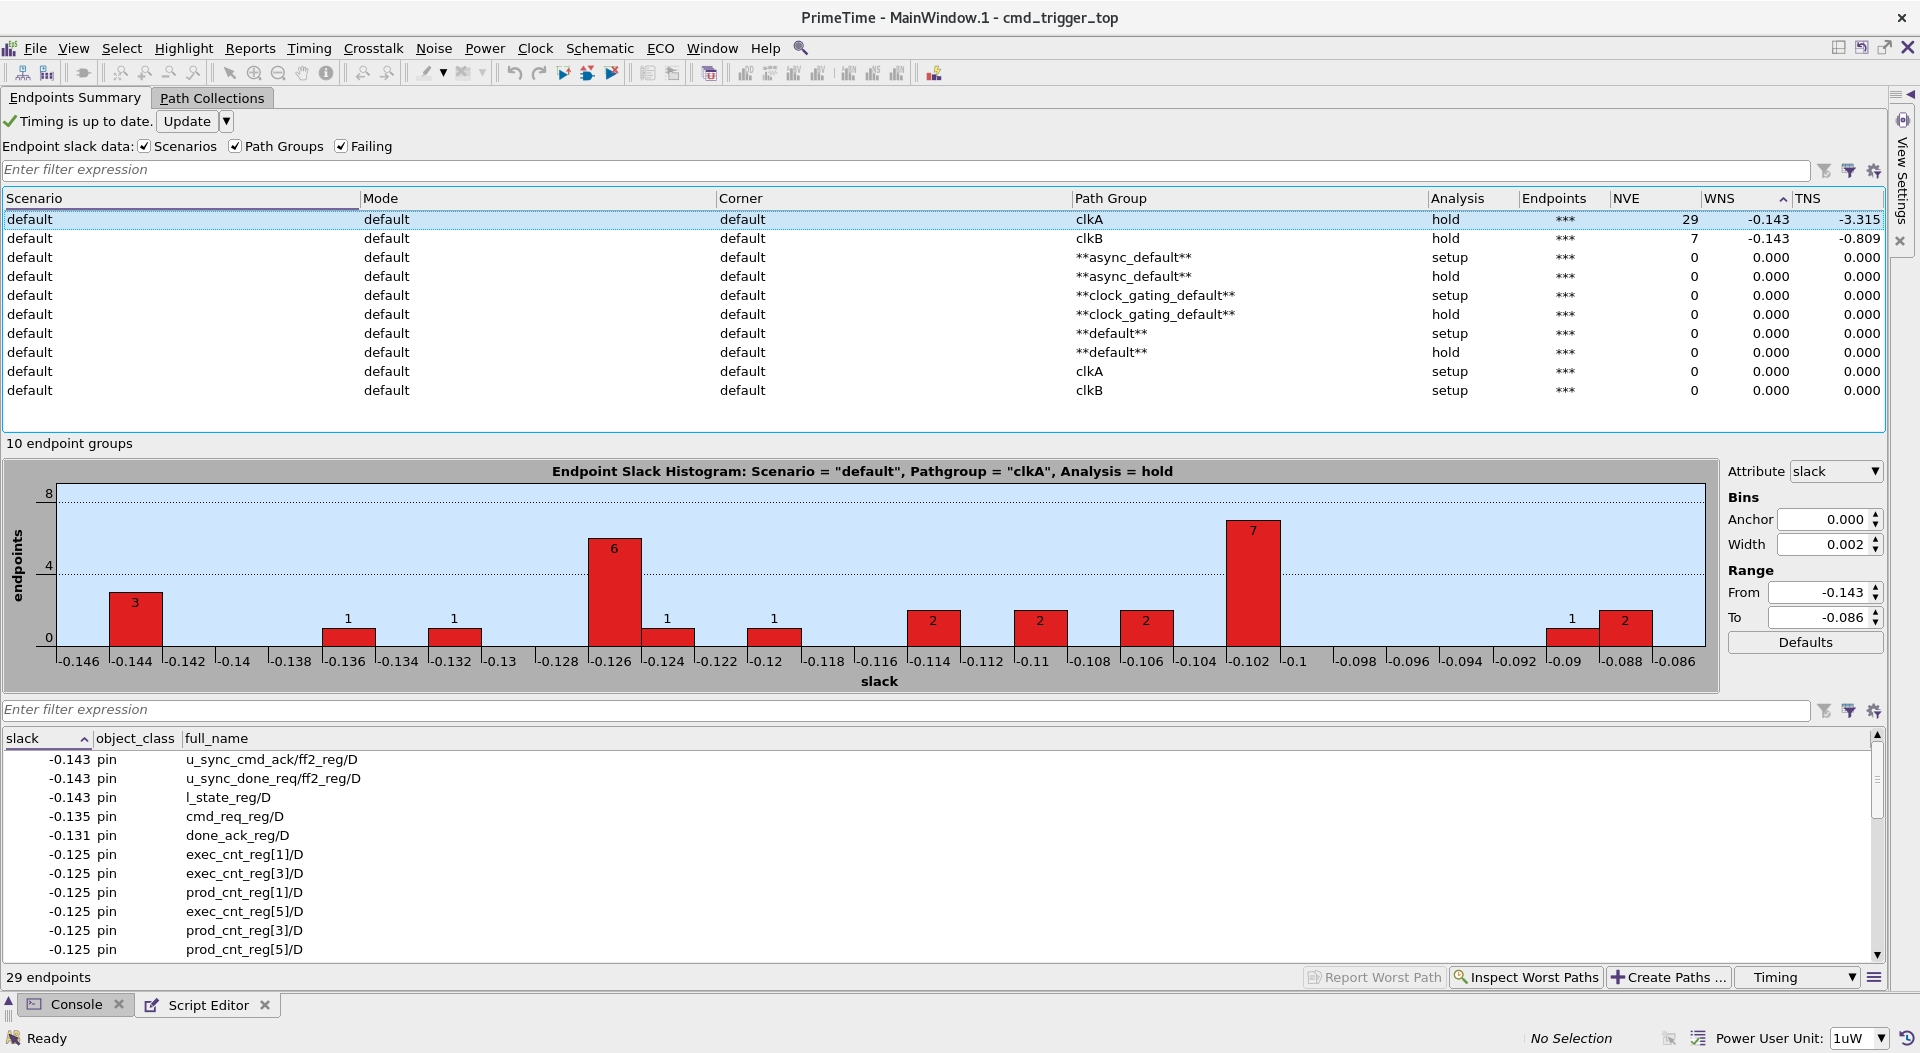 PrimeTime - MainWindow.1 - cmd_trigger_top
File View Select Highlight Reports Timing Crosstalk Noise Power Clock Schematic ECO Window Help
Endpoints Summary Path Collections
Timing is up to date. Update
Endpoint slack data: Scenarios Path Groups Failing
Enter filter expression
Scenario Mode Corner Path Group Analysis Endpoints NVE WNS TNS
default default default clkA hold *** 29 -0.143 -3.315
default default default clkB hold *** 7 -0.143 -0.809
default default default **async_default** setup *** 0 0.000 0.000
default default default **async_default** hold *** 0 0.000 0.000
default default default **clock_gating_default** setup *** 0 0.000 0.000
default default default **clock_gating_default** hold *** 0 0.000 0.000
default default default **default** setup *** 0 0.000 0.000
default default default **default** hold *** 0 0.000 0.000
default default default clkA setup *** 0 0.000 0.000
default default default clkB setup *** 0 0.000 0.000
10 endpoint groups
View Settings
Endpoint Slack Histogram: Scenario = "default", Pathgroup = "clkA", Analysis = hold
endpoints
8
4
0
3 1 1 6 1 1 2 2 2 7 1 2
-0.146 -0.144 -0.142 -0.14 -0.138 -0.136 -0.134 -0.132 -0.13 -0.128 -0.126 -0.124 -0.122 -0.12 -0.118 -0.116 -0.114 -0.112 -0.11 -0.108 -0.106 -0.104 -0.102 -0.1 -0.098 -0.096 -0.094 -0.092 -0.09 -0.088 -0.086
slack
Attribute slack
Bins
Anchor 0.000
Width 0.002
Range
From -0.143
To -0.086
Defaults
Enter filter expression
slack object_class full_name
-0.143 pin u_sync_cmd_ack/ff2_reg/D
-0.143 pin u_sync_done_req/ff2_reg/D
-0.143 pin l_state_reg/D
-0.135 pin cmd_req_reg/D
-0.131 pin done_ack_reg/D
-0.125 pin exec_cnt_reg[1]/D
-0.125 pin exec_cnt_reg[3]/D
-0.125 pin prod_cnt_reg[1]/D
-0.125 pin exec_cnt_reg[5]/D
-0.125 pin prod_cnt_reg[3]/D
-0.125 pin prod_cnt_reg[5]/D
29 endpoints Report Worst Path Inspect Worst Paths Create Paths ... Timing
Console Script Editor
Ready No Selection Power User Unit: 1uW